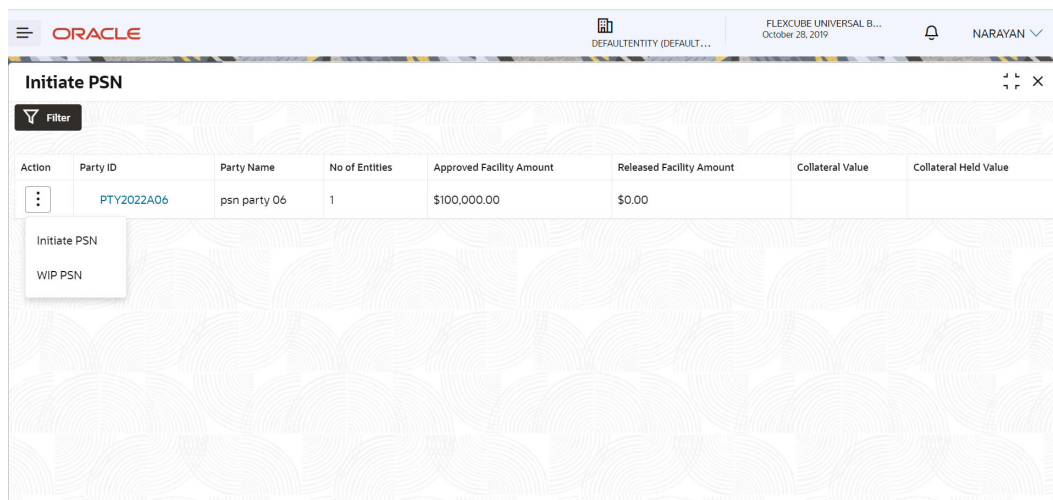 ORACLE
DEFAULTENTITY (DEFAULT...
FLEXCUBE UNIVERSAL B...
October 28, 2019
NARAYAN
Initiate PSN
Filter
Action Party ID Party Name No of Entities Approved Facility Amount Released Facility Amount Collateral Value Collateral Held Value
PTY2022A06 psn party 06 1 $100,000.00 $0.00
Initiate PSN
WIP PSN